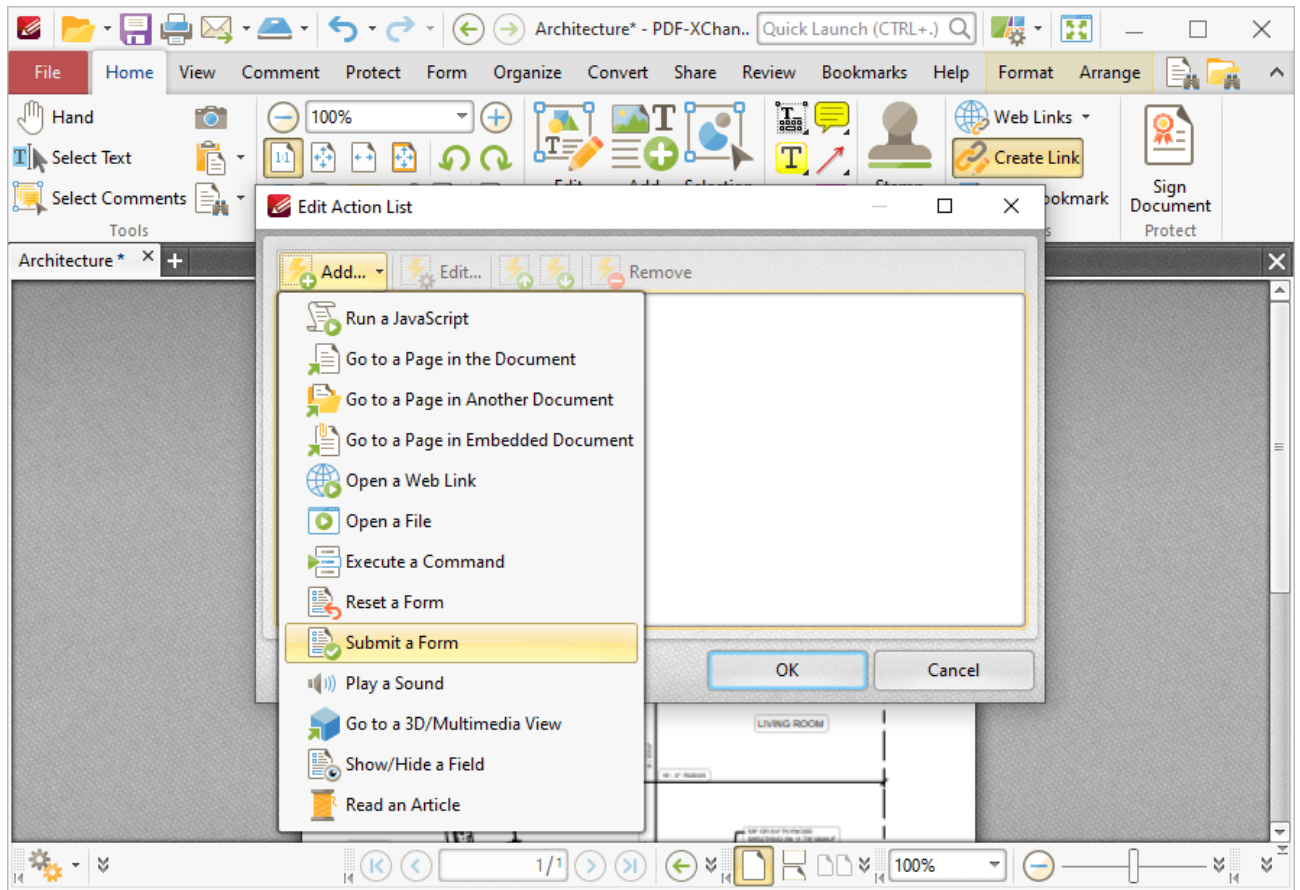 Architecture* - PDF-XChan.. Quick Launch (CTRL+.)
File Home View Comment Protect Form Organize Convert Share Review Bookmarks Help Format Arrange
Hand
100%
Web Links
Select Text
1:1
Create Link
Select Comments
Sign
Document
Tools
Protect
Edit Action List
Architecture *
Add... Edit... Remove
Run a JavaScript
Go to a Page in the Document
Go to a Page in Another Document
Go to a Page in Embedded Document
Open a Web Link
Open a File
Execute a Command
Reset a Form
Submit a Form
OK Cancel
Play a Sound
Go to a 3D/Multimedia View
LIVING ROOM
Show/Hide a Field
Read an Article
1/1
100%